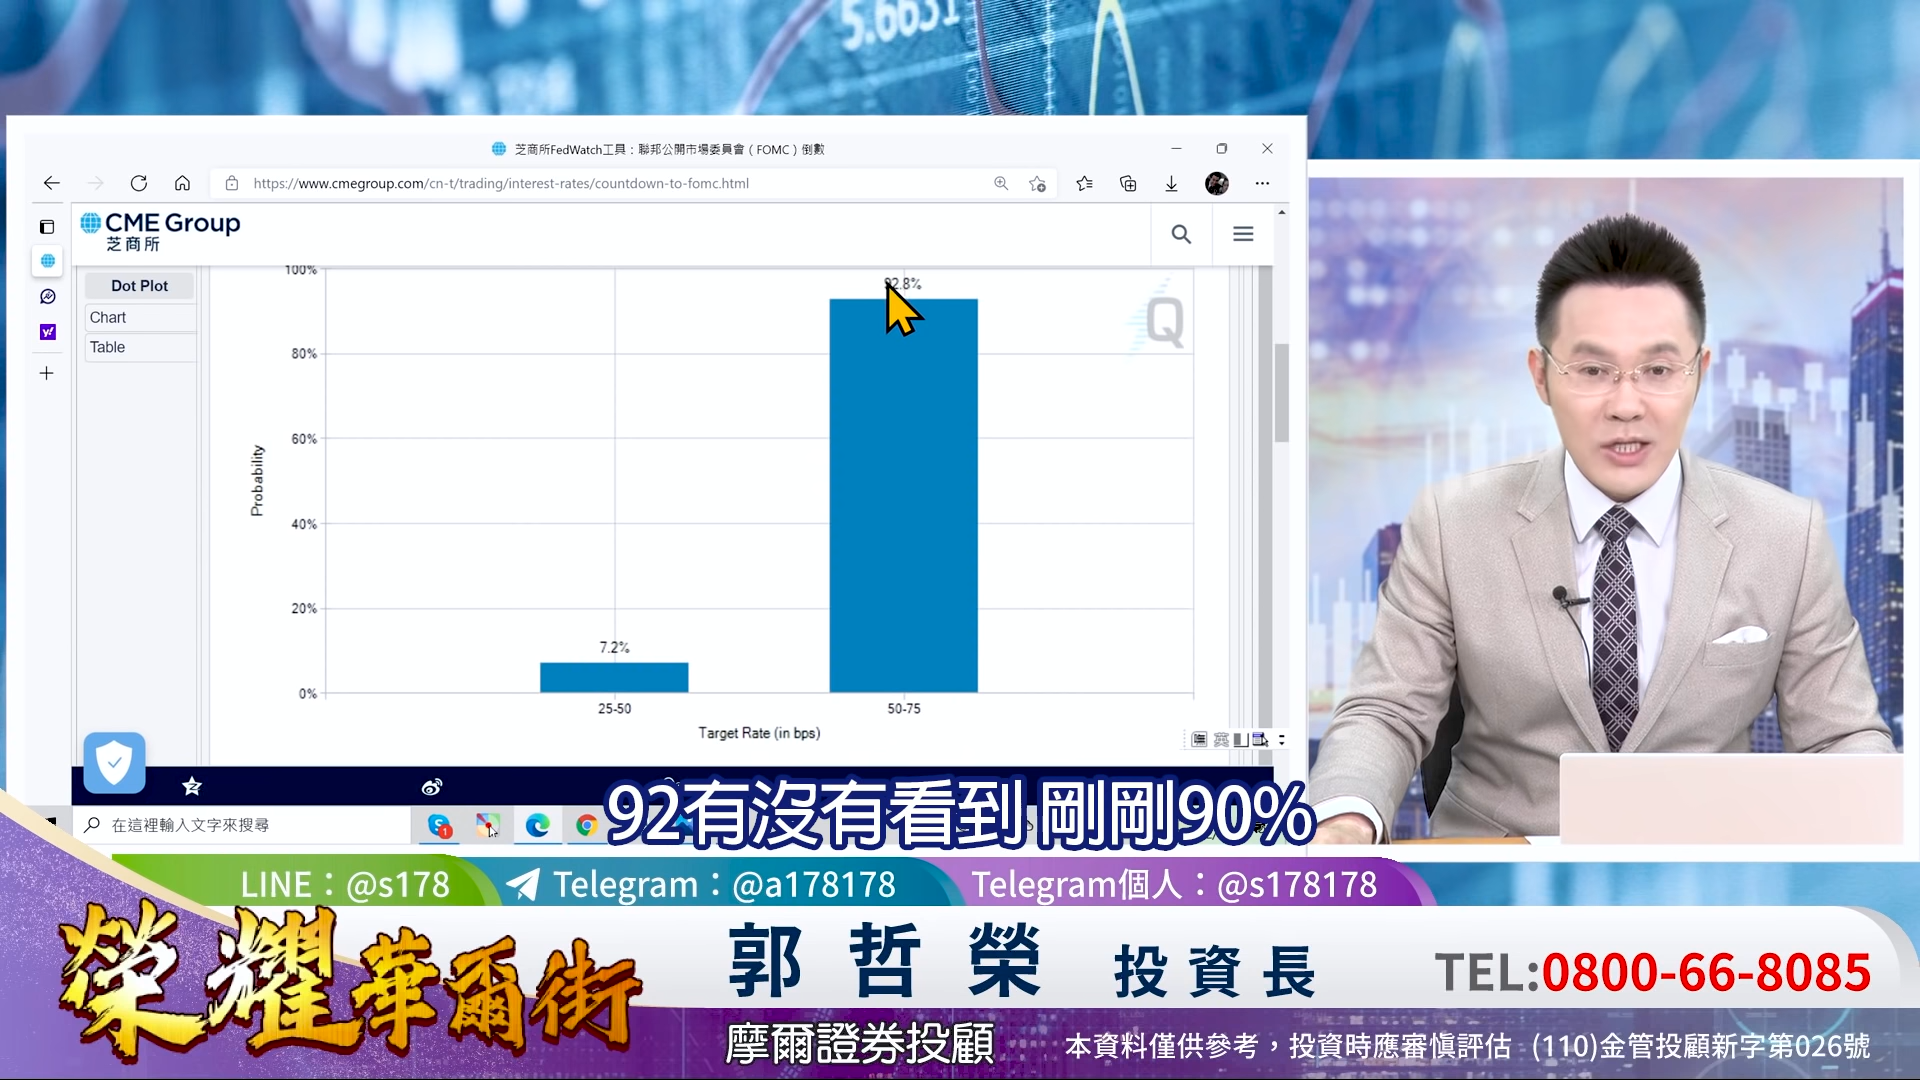 5.6631
芝商所FedWatch工具：聯邦公開市場委員會（FOMC）倒數
https://www.cmegroup.com/cn-t/trading/interest-rates/countdown-to-fomc.html
CME Group
芝商所
Dot Plot
Chart
Table
100%
80%
60%
40%
20%
0%
Probability
92.8%
7.2%
25-50
50-75
Target Rate (in bps)
Q
y!
英
在這裡輸入文字來搜尋
1
92有沒有看到 剛剛90%
LINE：@s178
Telegram：@a178178
Telegram個人：@s178178
榮耀華爾街
郭哲榮 投資長
TEL:0800-66-8085
摩爾證券投顧
本資料僅供參考，投資時應審慎評估 (110)金管投顧新字第026號